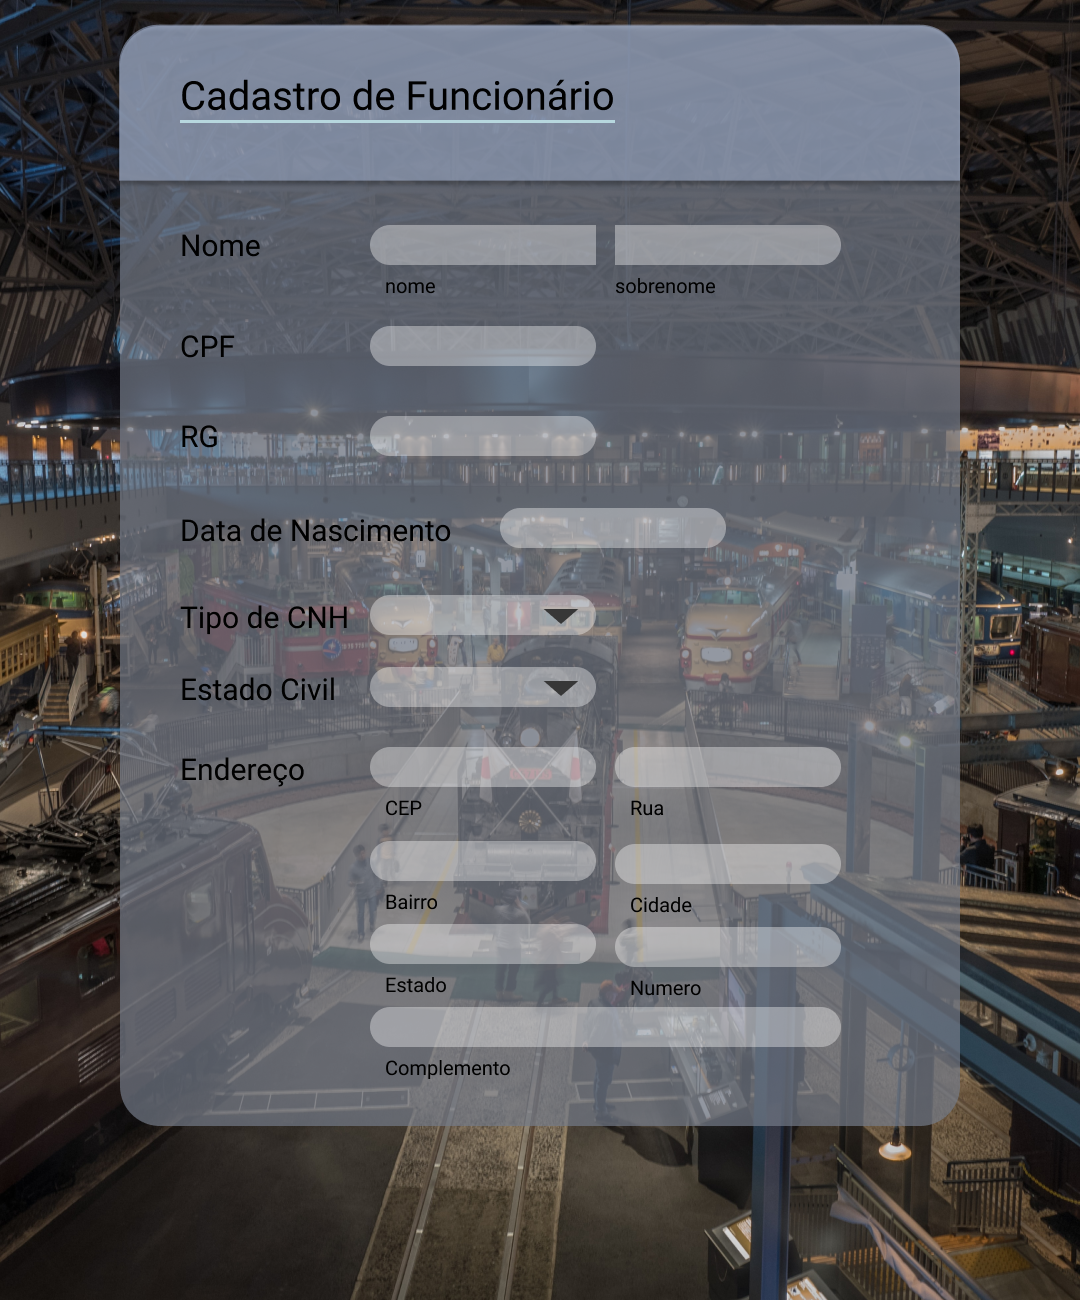 Cadastro de Funcionário
Nome
nome
sobrenome
CPF
RG
Data de Nascimento
Tipo de CNH
Estado Civil
Endereço
CEP
Rua
Bairro
Cidade
Estado
Numero
Complemento